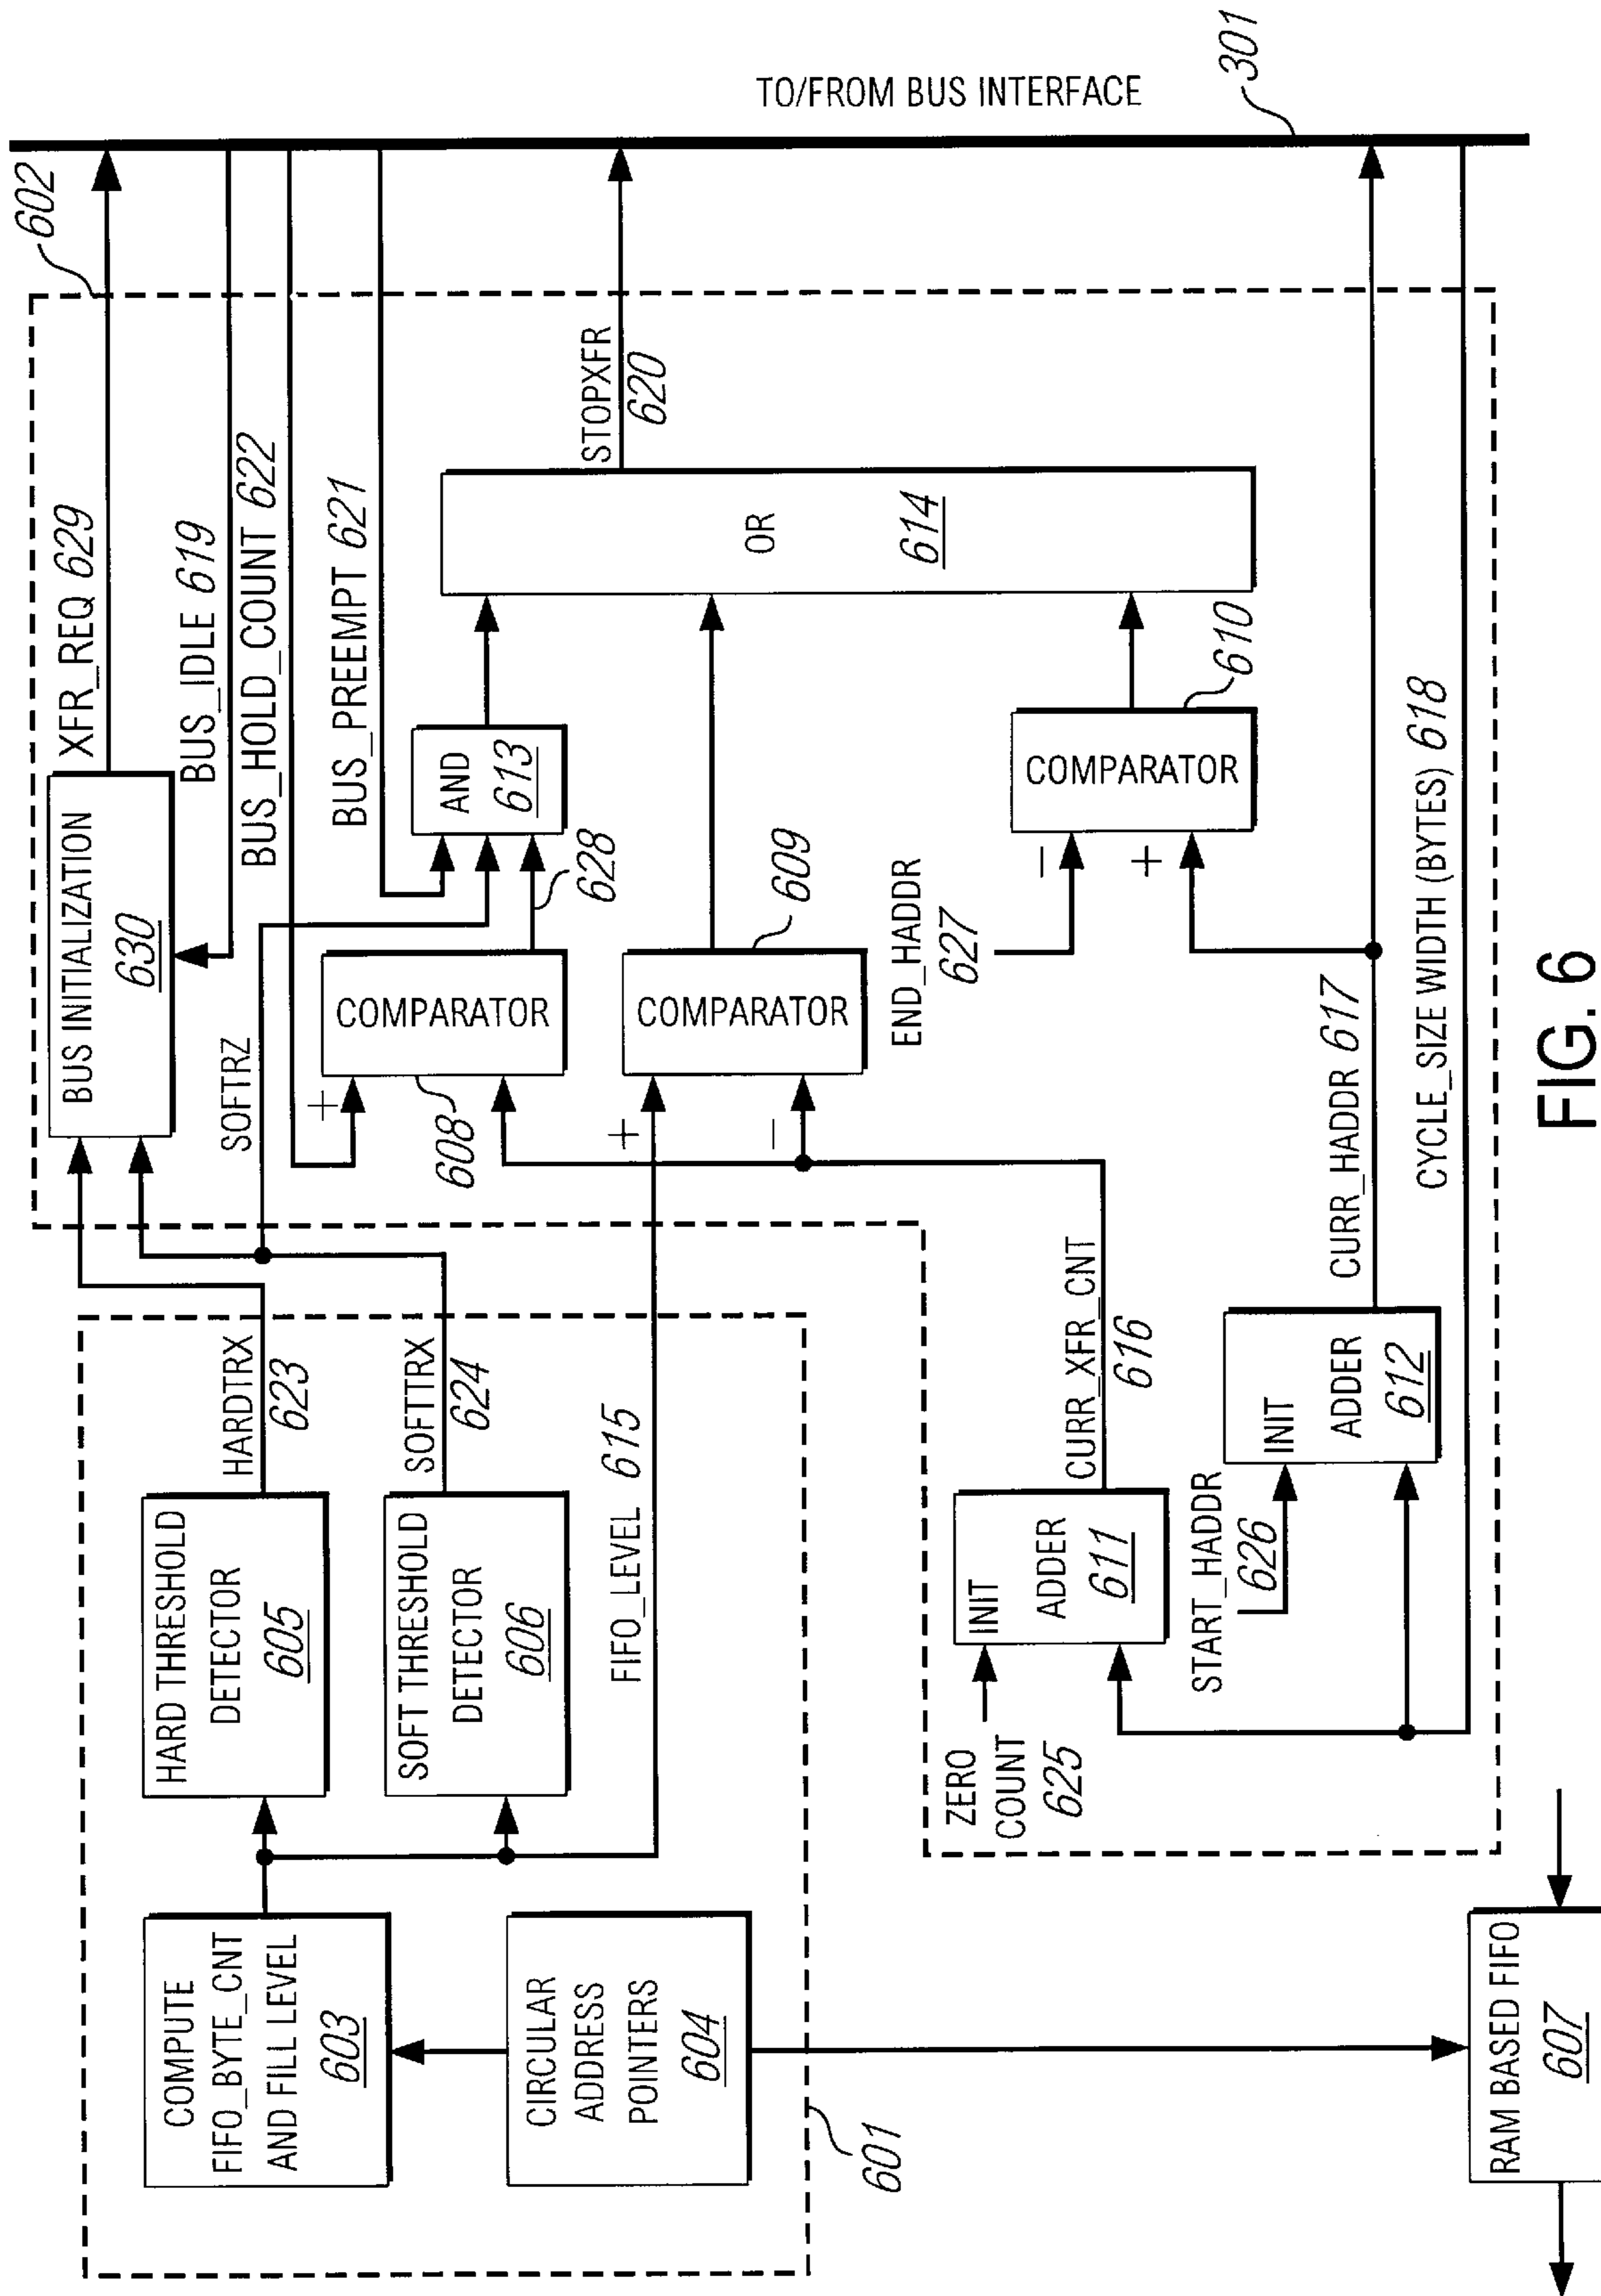 TO/FROM BUS INTERFACE
301
602
XFR_REQ 629
BUS_IDLE 619
BUS_HOLD_COUNT 622
BUS_PREEMPT 621
BUS INITIALIZATION
630
SOFTRZ
STOPXFR
620
OR
614
AND
613
628
COMPARATOR
608
+
COMPARATOR
609
+
−
COMPARATOR
610
−
+
END_HADDR
627
HARDTRX
623
SOFTTRX
624
FIFO_LEVEL 615
HARD THRESHOLD
DETECTOR
605
SOFT THRESHOLD
DETECTOR
606
COMPUTE
FIFO_BYTE_CNT
AND FILL LEVEL
603
CIRCULAR
ADDRESS
POINTERS
604
601
CURR_XFR_CNT
616
INIT
ADDER
611
ZERO
COUNT
625
CURR_HADDR 617
INIT
ADDER
612
START_HADDR
626
CYCLE_SIZE WIDTH (BYTES) 618
RAM BASED FIFO
607
FIG. 6